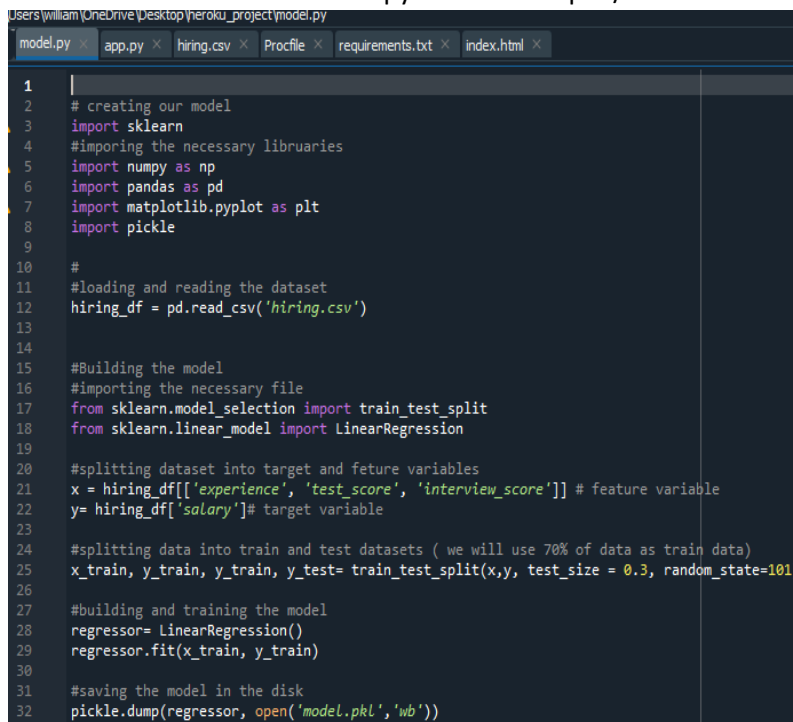 Users\william\OneDrive\Desktop\heroku_project\model.py
model.py × app.py × hiring.csv × Procfile × requirements.txt × index.html ×
1
2 # creating our model
3 import sklearn
4 #imporing the necessary libruaries
5 import numpy as np
6 import pandas as pd
7 import matplotlib.pyplot as plt
8 import pickle
9
10 #
11 #loading and reading the dataset
12 hiring_df = pd.read_csv('hiring.csv')
13
14
15 #Building the model
16 #importing the necessary file
17 from sklearn.model_selection import train_test_split
18 from sklearn.linear_model import LinearRegression
19
20 #splitting dataset into target and feture variables
21 x = hiring_df[['experience', 'test_score', 'interview_score']] # feature variable
22 y= hiring_df['salary']# target variable
23
24 #splitting data into train and test datasets ( we will use 70% of data as train data)
25 x_train, y_train, y_train, y_test= train_test_split(x,y, test_size = 0.3, random_state=101
26
27 #building and training the model
28 regressor= LinearRegression()
29 regressor.fit(x_train, y_train)
30
31 #saving the model in the disk
32 pickle.dump(regressor, open('model.pkl','wb'))